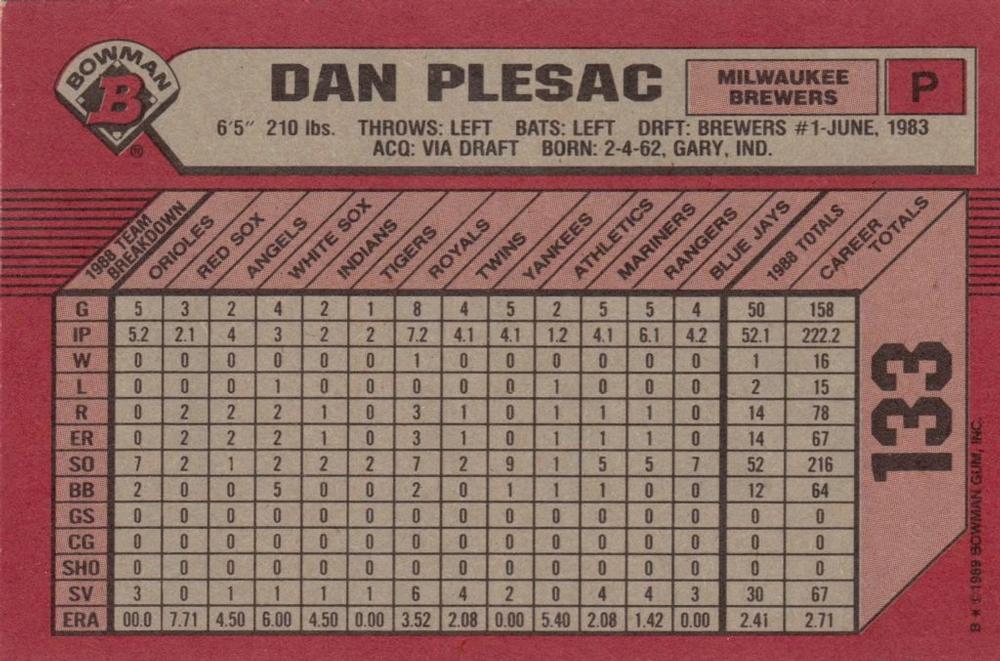 BOWMAN
B
®
DAN PLESAC
MILWAUKEE
BREWERS
P
6'5" 210 lbs. THROWS: LEFT BATS: LEFT DRFT: BREWERS #1-JUNE, 1983
ACQ: VIA DRAFT BORN: 2-4-62, GARY, IND.
1988 TEAM BREAKDOWN ORIOLES RED SOX ANGELS WHITE SOX INDIANS TIGERS ROYALS TWINS YANKEES ATHLETICS MARINERS RANGERS BLUE JAYS 1988 TOTALS CAREER TOTALS
G 5 3 2 4 2 1 8 4 5 2 5 5 4 50 158
IP 5.2 2.1 4 3 2 2 7.2 4.1 4.1 1.2 4.1 6.1 4.2 52.1 222.2
W 0 0 0 0 0 0 1 0 0 0 0 0 0 1 16
L 0 0 0 1 0 0 0 0 0 1 0 0 0 2 15
R 0 2 2 2 1 0 3 1 0 1 1 1 0 14 78
ER 0 2 2 2 1 0 3 1 0 1 1 1 0 14 67
SO 7 2 1 2 2 2 7 2 9 1 5 5 7 52 216
BB 2 0 0 5 0 0 2 0 1 1 1 0 0 12 64
GS 0 0 0 0 0 0 0 0 0 0 0 0 0 0 0
CG 0 0 0 0 0 0 0 0 0 0 0 0 0 0 0
SHO 0 0 0 0 0 0 0 0 0 0 0 0 0 0 0
SV 3 0 1 1 1 1 6 4 2 0 4 4 3 30 67
ERA 00.0 7.71 4.50 6.00 4.50 0.00 3.52 2.08 0.00 5.40 2.08 1.42 0.00 2.41 2.71
133
B * © 1989 BOWMAN GUM, INC.